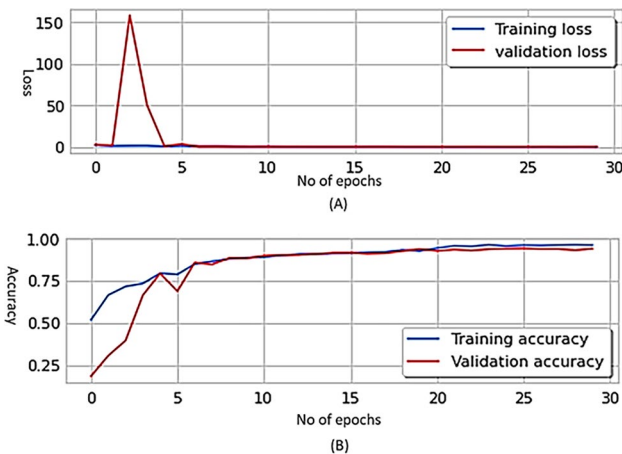 150
100
50
0
Loss
Training loss
validation loss
0 5 10 15 20 25 30
No of epochs
(A)
1.00
0.75
0.50
0.25
Accuracy
Training accuracy
Validation accuracy
0 5 10 15 20 25 30
No of epochs
(B)